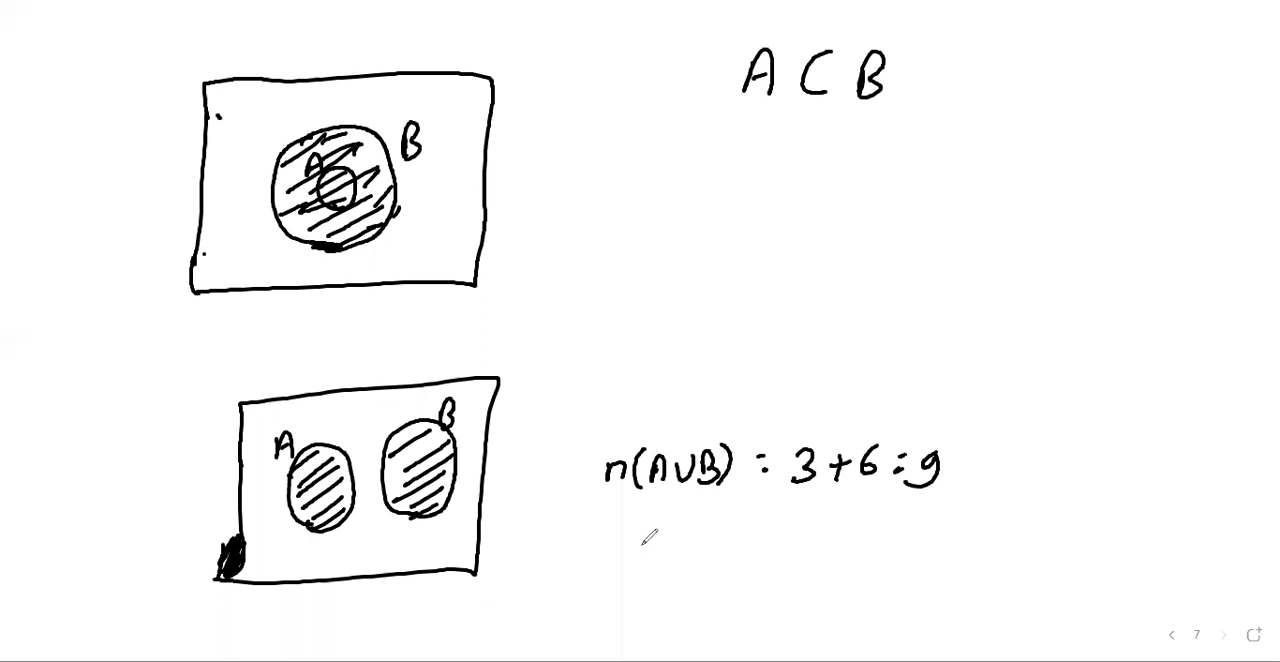 A ⊂ B
B
A
B
A
n(A∪B) = 3+6 = 9
7